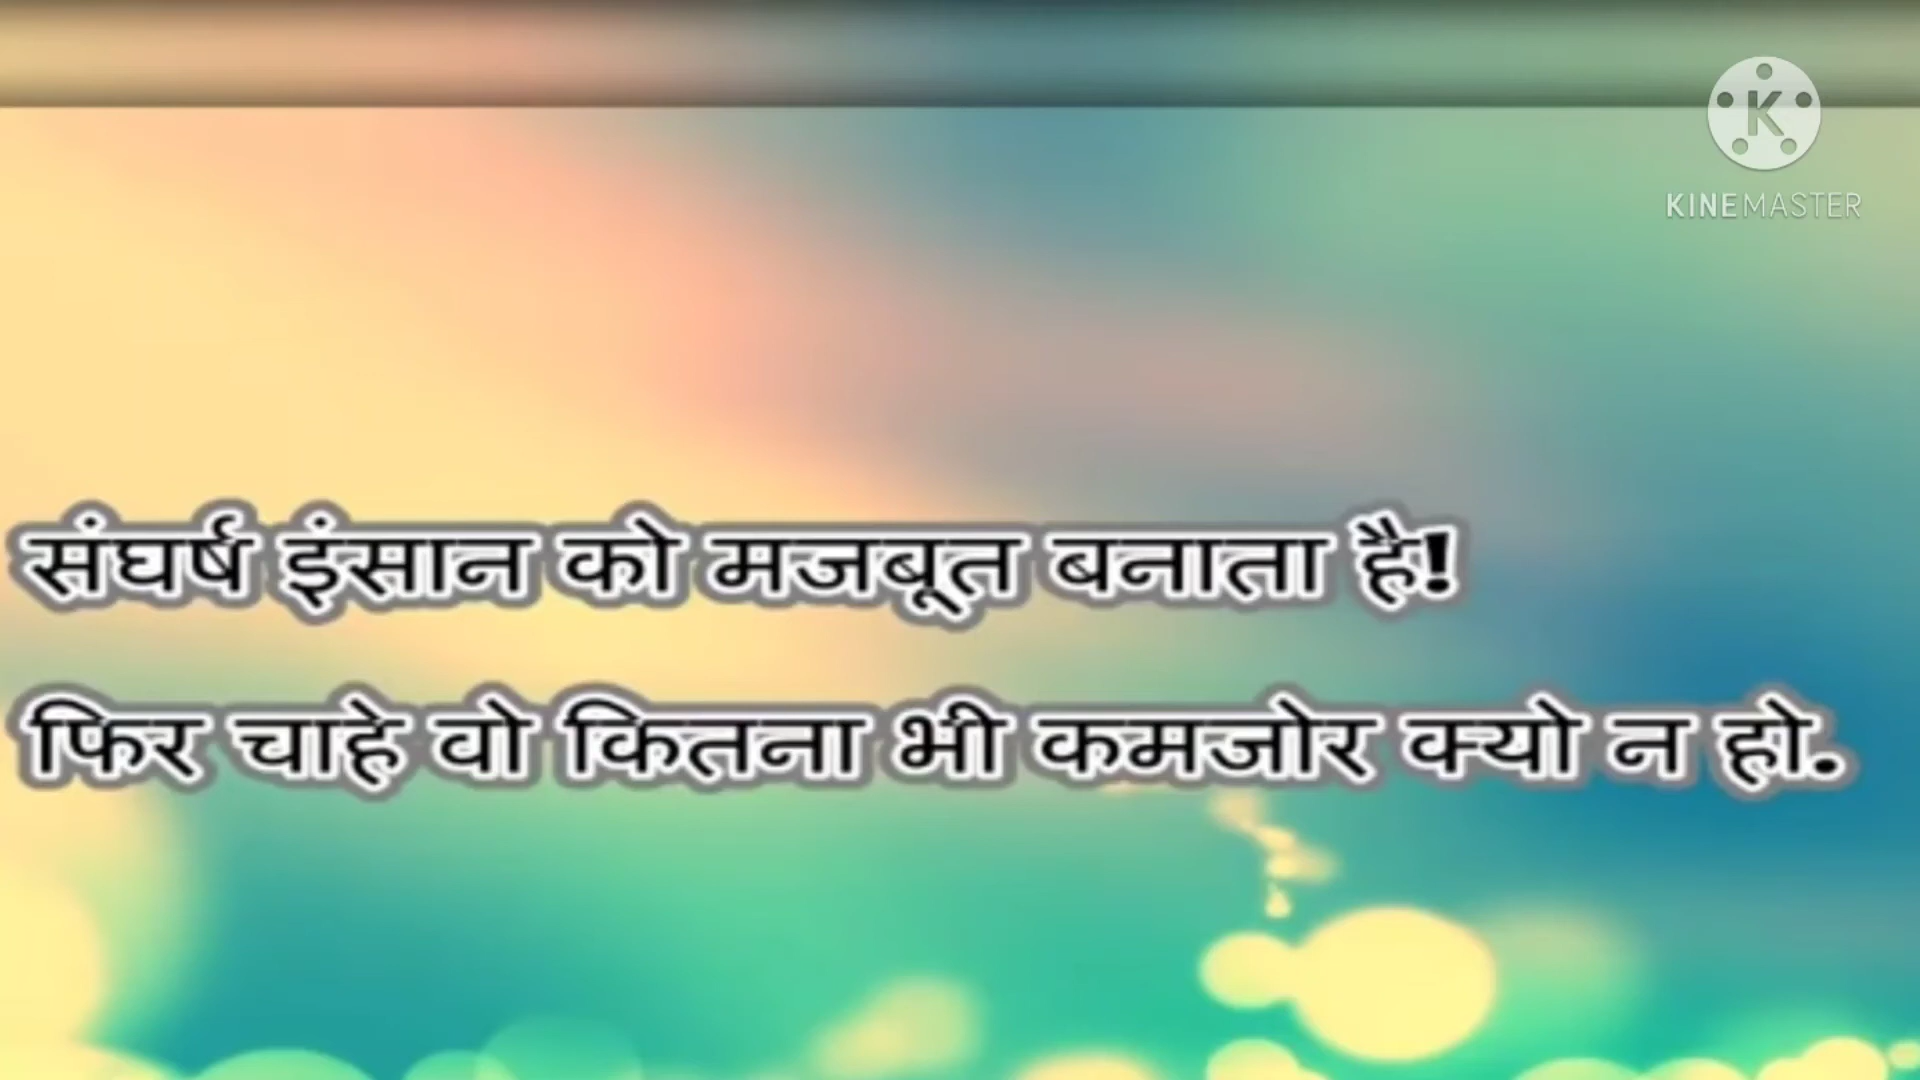 KINEMASTER
संघर्ष इंसान को मजबूत बनाता है!
फिर चाहे वो कितना भी कमजोर क्यो न हो.